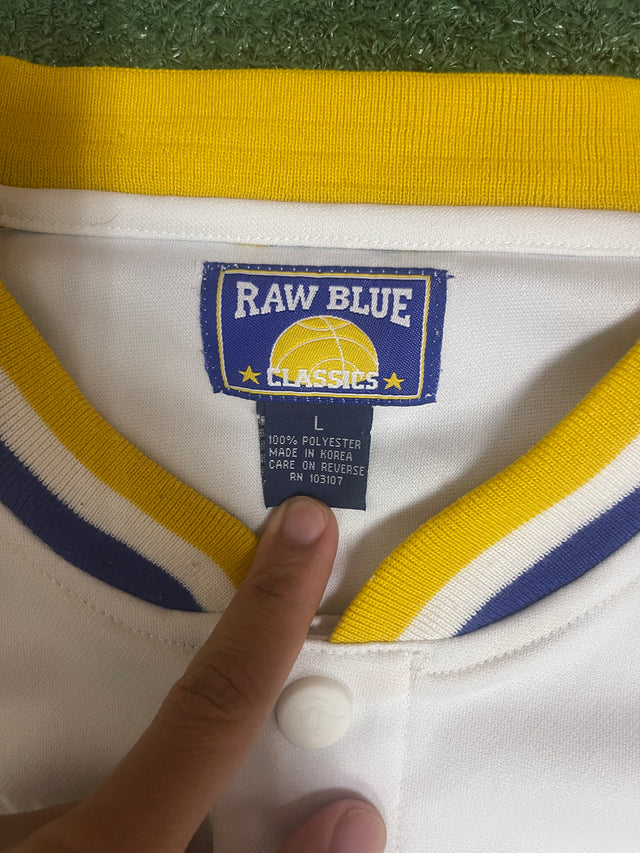 RAW BLUE
CLASSICS
L
100% POLYESTER
MADE IN KOREA
CARE ON REVERSE
RN 103107